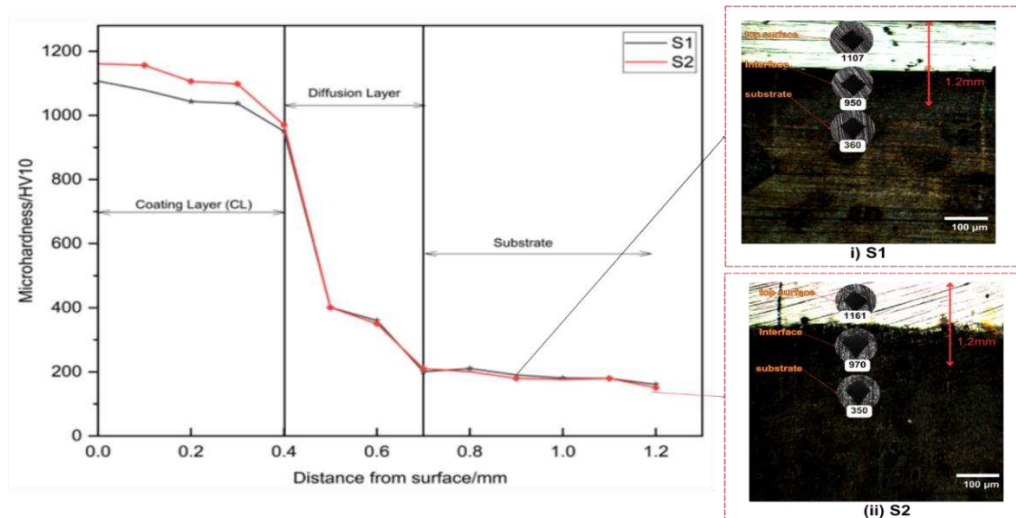 1200
1000
800
600
400
200
0
Microhardness/HV10
S1
S2
Diffusion Layer
Coating Layer (CL)
Substrate
0.0 0.2 0.4 0.6 0.8 1.0 1.2
Distance from surface/mm
top surface
1107
Interface
950
1.2mm
substrate
360
100 µm
i) S1
top surface
1161
Interface
970
1.2mm
substrate
350
100 µm
(ii) S2